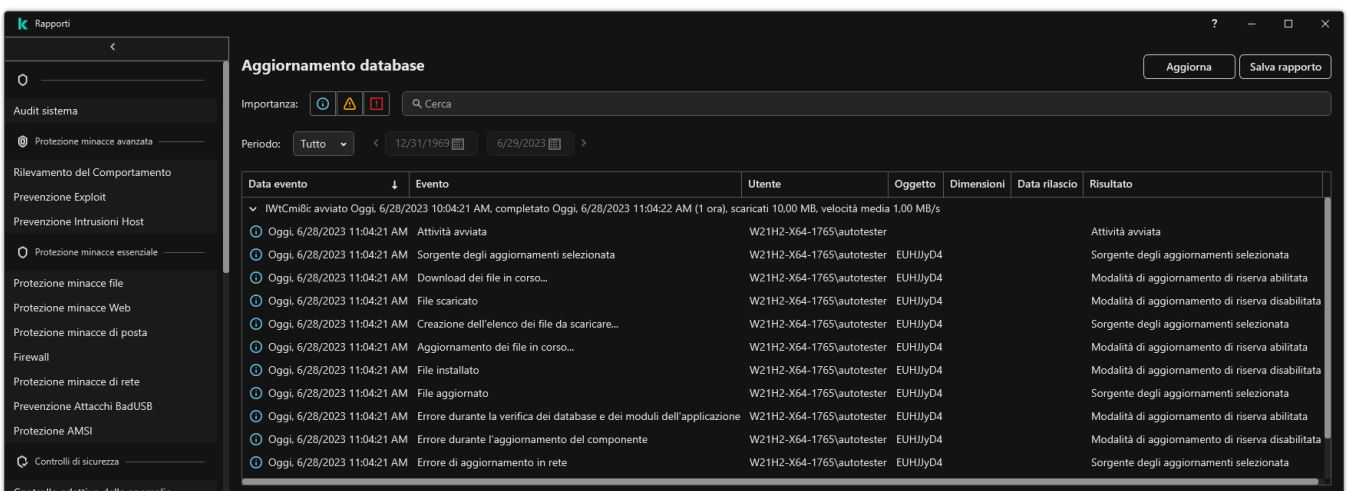 Rapporti
?
Aggiornamento database
Aggiorna
Salva rapporto
Importanza:
Cerca
Periodo: Tutto 12/31/1969 6/29/2023
Audit sistema
Protezione minacce avanzata
Rilevamento del Comportamento
Prevenzione Exploit
Prevenzione Intrusioni Host
Protezione minacce essenziale
Protezione minacce file
Protezione minacce Web
Protezione minacce di posta
Firewall
Protezione minacce di rete
Prevenzione Attacchi BadUSB
Protezione AMSI
Controlli di sicurezza
Data evento Evento Utente Oggetto Dimensioni Data rilascio Risultato
IWtCmi8i: avviato Oggi, 6/28/2023 10:04:21 AM, completato Oggi, 6/28/2023 11:04:22 AM (1 ora), scaricati 10,00 MB, velocità media 1,00 MB/s
Oggi, 6/28/2023 11:04:21 AM Attività avviata W21H2-X64-1765\autotester Attività avviata
Oggi, 6/28/2023 11:04:21 AM Sorgente degli aggiornamenti selezionata W21H2-X64-1765\autotester EUHJJyD4 Sorgente degli aggiornamenti selezionata
Oggi, 6/28/2023 11:04:21 AM Download dei file in corso... W21H2-X64-1765\autotester EUHJJyD4 Modalità di aggiornamento di riserva abilitata
Oggi, 6/28/2023 11:04:21 AM File scaricato W21H2-X64-1765\autotester EUHJJyD4 Modalità di aggiornamento di riserva disabilitata
Oggi, 6/28/2023 11:04:21 AM Creazione dell'elenco dei file da scaricare... W21H2-X64-1765\autotester EUHJJyD4 Sorgente degli aggiornamenti selezionata
Oggi, 6/28/2023 11:04:21 AM Aggiornamento dei file in corso... W21H2-X64-1765\autotester EUHJJyD4 Modalità di aggiornamento di riserva abilitata
Oggi, 6/28/2023 11:04:21 AM File installato W21H2-X64-1765\autotester EUHJJyD4 Modalità di aggiornamento di riserva disabilitata
Oggi, 6/28/2023 11:04:21 AM File aggiornato W21H2-X64-1765\autotester EUHJJyD4 Sorgente degli aggiornamenti selezionata
Oggi, 6/28/2023 11:04:21 AM Errore durante la verifica dei database e dei moduli dell'applicazione W21H2-X64-1765\autotester EUHJJyD4 Modalità di aggiornamento di riserva abilitata
Oggi, 6/28/2023 11:04:21 AM Errore durante l'aggiornamento del componente W21H2-X64-1765\autotester EUHJJyD4 Modalità di aggiornamento di riserva disabilitata
Oggi, 6/28/2023 11:04:21 AM Errore di aggiornamento in rete W21H2-X64-1765\autotester EUHJJyD4 Sorgente degli aggiornamenti selezionata